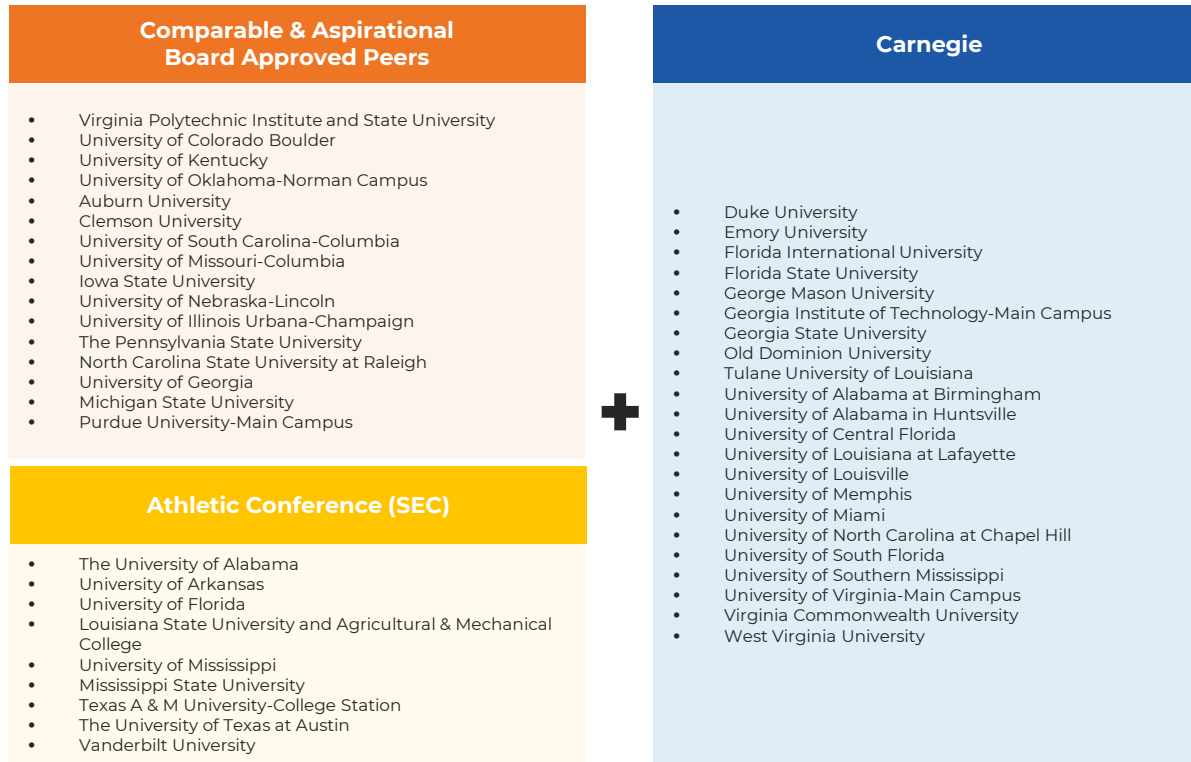 Comparable & Aspirational
Board Approved Peers
• Virginia Polytechnic Institute and State University
• University of Colorado Boulder
• University of Kentucky
• University of Oklahoma-Norman Campus
• Auburn University
• Clemson University
• University of South Carolina-Columbia
• University of Missouri-Columbia
• Iowa State University
• University of Nebraska-Lincoln
• University of Illinois Urbana-Champaign
• The Pennsylvania State University
• North Carolina State University at Raleigh
• University of Georgia
• Michigan State University
• Purdue University-Main Campus
Athletic Conference (SEC)
• The University of Alabama
• University of Arkansas
• University of Florida
• Louisiana State University and Agricultural & Mechanical
College
• University of Mississippi
• Mississippi State University
• Texas A & M University-College Station
• The University of Texas at Austin
• Vanderbilt University
+
Carnegie
• Duke University
• Emory University
• Florida International University
• Florida State University
• George Mason University
• Georgia Institute of Technology-Main Campus
• Georgia State University
• Old Dominion University
• Tulane University of Louisiana
• University of Alabama at Birmingham
• University of Alabama in Huntsville
• University of Central Florida
• University of Louisiana at Lafayette
• University of Louisville
• University of Memphis
• University of Miami
• University of North Carolina at Chapel Hill
• University of South Florida
• University of Southern Mississippi
• University of Virginia-Main Campus
• Virginia Commonwealth University
• West Virginia University